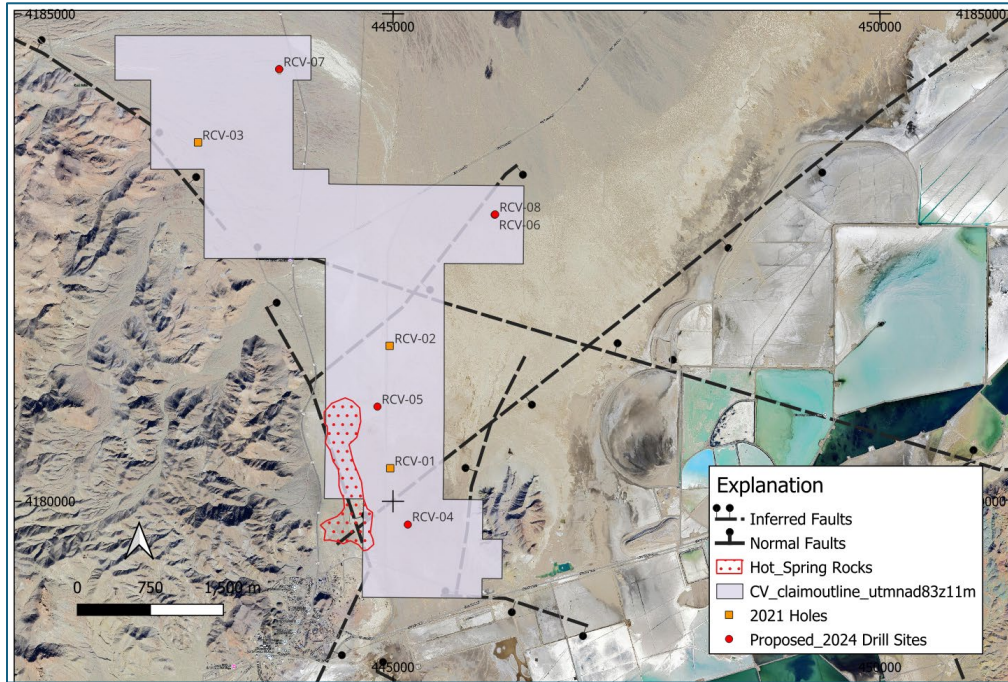 4185000
445000
450000
4185000
RCV-07
RCV-03
RCV-08
RCV-06
RCV-02
RCV-05
RCV-01
4180000
RCV-04
Explanation
Inferred Faults
Normal Faults
Hot_Spring Rocks
CV_claimoutline_utmnad83z11m
2021 Holes
Proposed_2024 Drill Sites
0 750 1,500 m
445000
450000